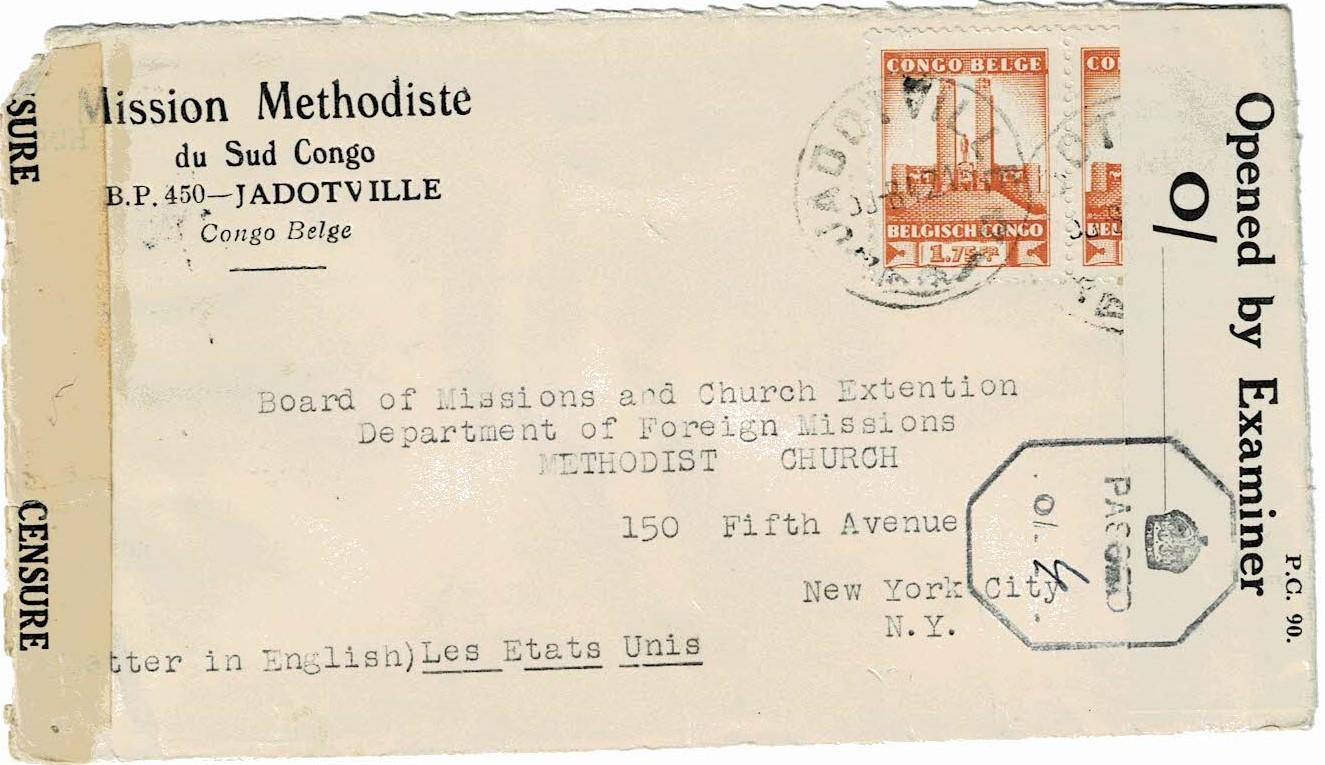 Mission Methodiste
du Sud Congo
B.P. 450—JADOTVILLE
Congo Belge
CONGO BELGE
BELGISCH CONGO
1.75
JADOTVILLE
Board of Missions and Church Extention
Department of Foreign Missions
METHODIST CHURCH
150 Fifth Avenue
New York City
N.Y.
in English) Les Etats Unis
CENSURE
Opened by Examiner
O/
P.C. 90.
PASSED
O/